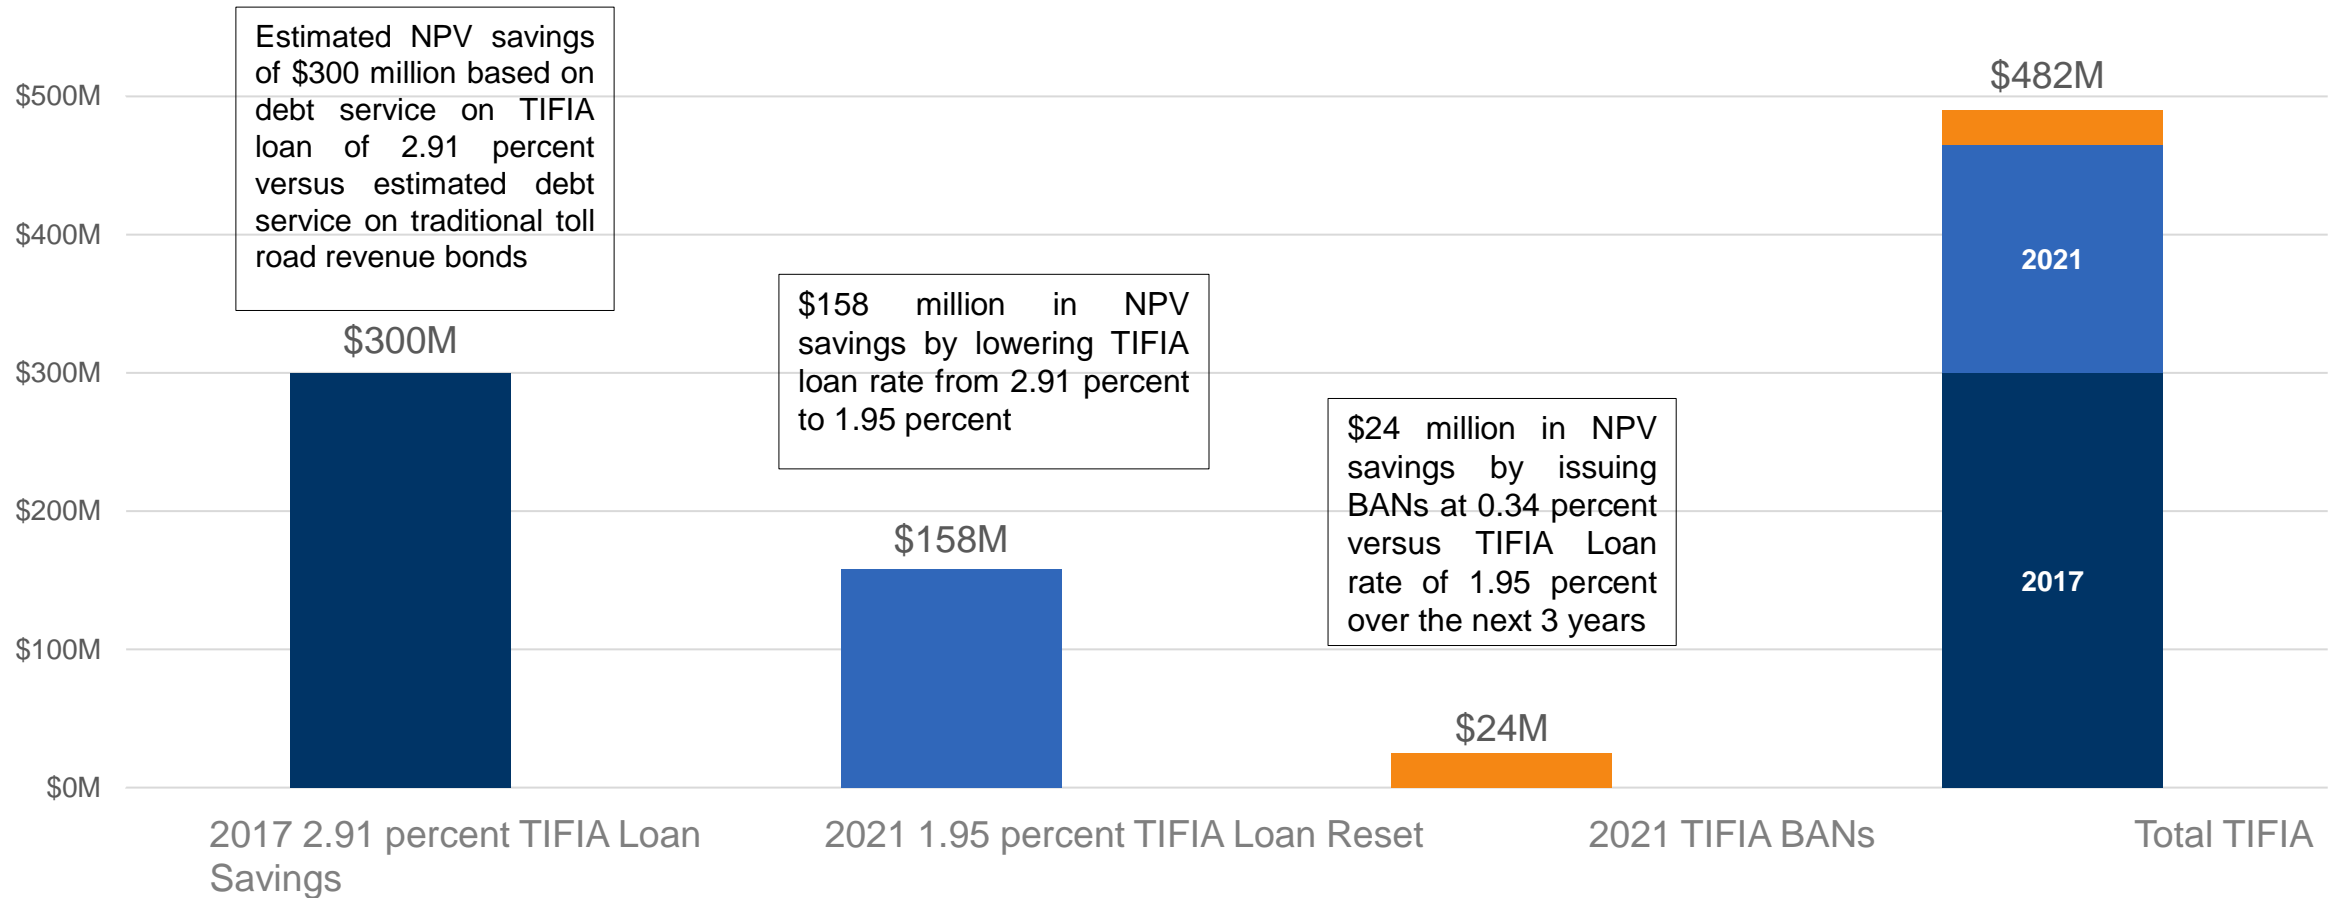 Estimated NPV savings
of $300 million based on
debt service on TIFIA
loan of 2.91 percent
versus estimated debt
service on traditional toll
road revenue bonds
$482M
$500M
$400M
2021
$158 million in NPV
savings by lowering TIFIA
loan rate from 2.91 percent
to 1.95 percent
$300M
$300M
$24 million in NPV
savings by issuing
BANs at 0.34 percent
versus TIFIA Loan
rate of 1.95 percent
over the next 3 years
$200M
$158M
2017
$100M
$24M
$0M
2017 2.91 percent TIFIA Loan
Savings
2021 1.95 percent TIFIA Loan Reset
2021 TIFIA BANs
Total TIFIA